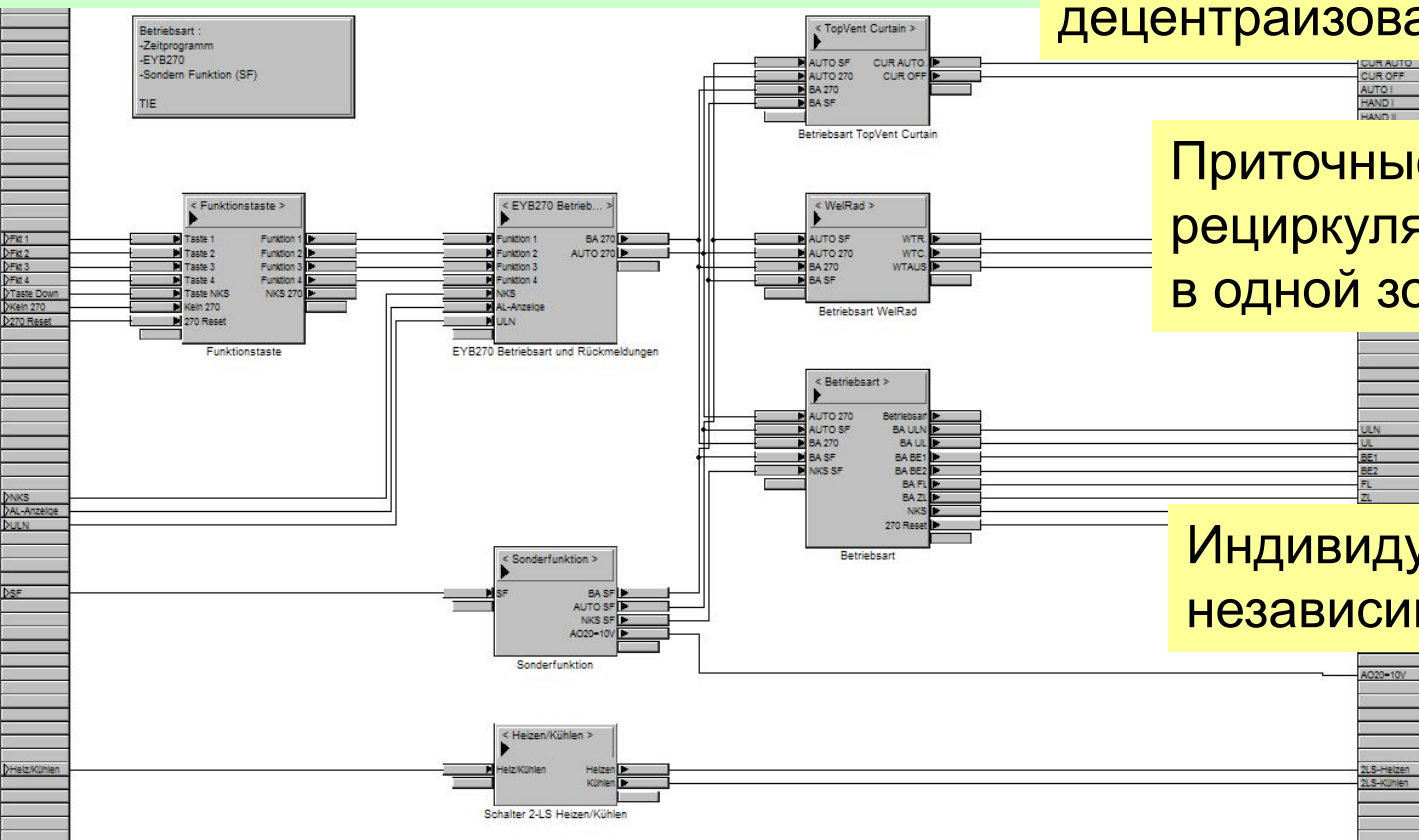 децентраизова
Betriebsart :
-Zeitprogramm
-EYB270
-Sondern Funktion (SF)
TIE
< TopVent Curtain >
AUTO SF CUR AUTO.
AUTO 270 CUR OFF
BA 270
BA SF
Betriebsart TopVent Curtain
CUR AUTO
CUR OFF
AUTO I
HAND I
HAND II
Приточны
рециркуля
в одной зо
Fkt 1
Fkt 2
Fkt 3
Fkt 4
Taste Down
Kein 270
270 Reset
< Funktionstaste >
Taste 1 Funktion 1
Taste 2 Funktion 2
Taste 3 Funktion 3
Taste 4 Funktion 4
Taste NKS NKS 270
Kein 270
270 Reset
Funktionstaste
< EYB270 Betrieb... >
Funktion 1 BA 270
Funktion 2 AUTO 270
Funktion 3
Funktion 4
NKS
AL-Anzeige
ULN
EYB270 Betriebsart und Rückmeldungen
< WelRad >
AUTO SF WTR.
AUTO 270 WTC.
BA 270 WTAUS
BA SF
Betriebsart WelRad
< Betriebsart >
AUTO 270 Betriebsart
AUTO SF BA ULN
BA 270 BA UL
BA SF BA BE1
NKS SF BA BE2
BA FL
BA ZL
NKS
270 Reset
Betriebsart
ULN
UL
BE1
BE2
FL
ZL
NKS
AL-Anzeige
ULN
Индивиду
независи
SF
< Sonderfunktion >
SF BA SF
AUTO SF
NKS SF
AO20=10V
Sonderfunktion
AO20=10V
Heiz/Kühlen
< Heizen/Kühlen >
Heiz/Kühlen Heizen
Kühlen
Schalter 2-LS Heizen/Kühlen
2LS-Heizen
2LS-Kühlen